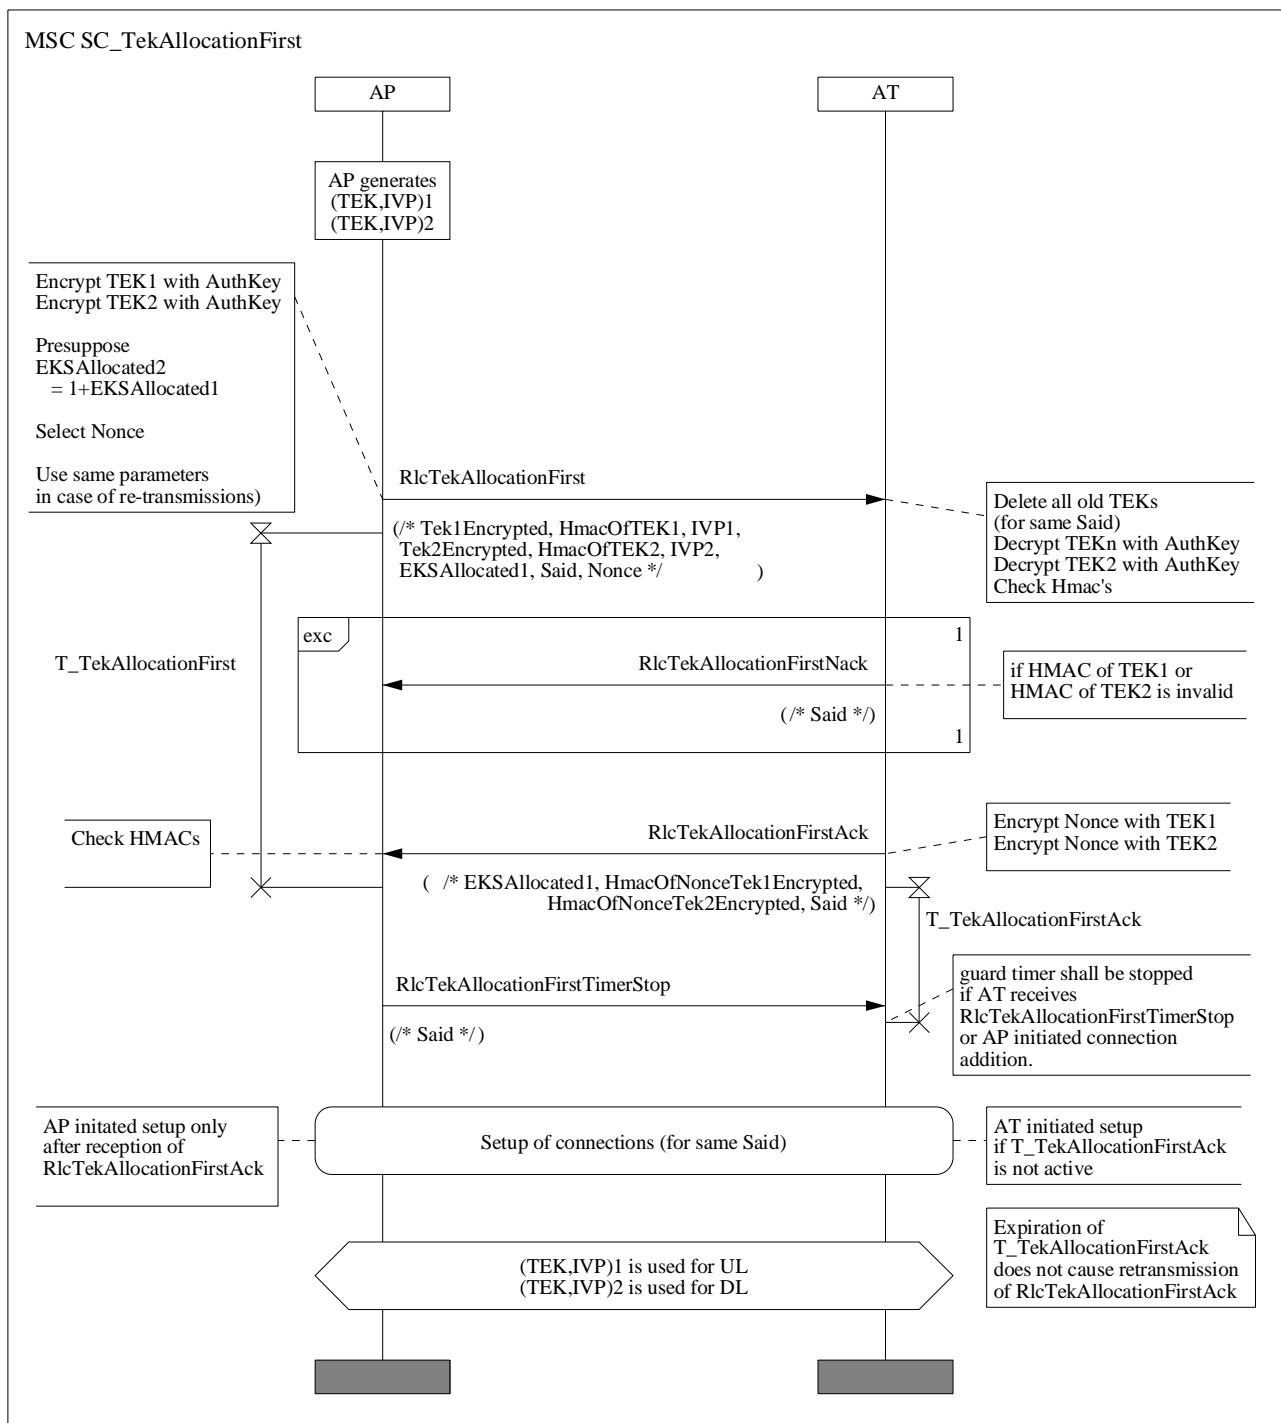 MSC SC_TekAllocationFirst
AP
AT
AP generates
(TEK,IVP)1
(TEK,IVP)2
Encrypt TEK1 with AuthKey
Encrypt TEK2 with AuthKey
Presuppose
EKSAllocated2
= 1+EKSAllocated1
Select Nonce
Use same parameters
in case of re-transmissions)
RlcTekAllocationFirst
(/* Tek1Encrypted, HmacOfTEK1, IVP1,
Tek2Encrypted, HmacOfTEK2, IVP2,
EKSAllocated1, Said, Nonce */ )
Delete all old TEKs
(for same Said)
Decrypt TEKn with AuthKey
Decrypt TEK2 with AuthKey
Check Hmac's
T_TekAllocationFirst
exc
1
RlcTekAllocationFirstNack
(/* Said */)
1
if HMAC of TEK1 or
HMAC of TEK2 is invalid
Check HMACs
RlcTekAllocationFirstAck
( /* EKSAllocated1, HmacOfNonceTek1Encrypted,
HmacOfNonceTek2Encrypted, Said */)
Encrypt Nonce with TEK1
Encrypt Nonce with TEK2
T_TekAllocationFirstAck
RlcTekAllocationFirstTimerStop
(/* Said */)
guard timer shall be stopped
if AT receives
RlcTekAllocationFirstTimerStop
or AP initiated connection
addition.
AP initated setup only
after reception of
RlcTekAllocationFirstAck
Setup of connections (for same Said)
AT initiated setup
if T_TekAllocationFirstAck
is not active
(TEK,IVP)1 is used for UL
(TEK,IVP)2 is used for DL
Expiration of
T_TekAllocationFirstAck
does not cause retransmission
of RlcTekAllocationFirstAck